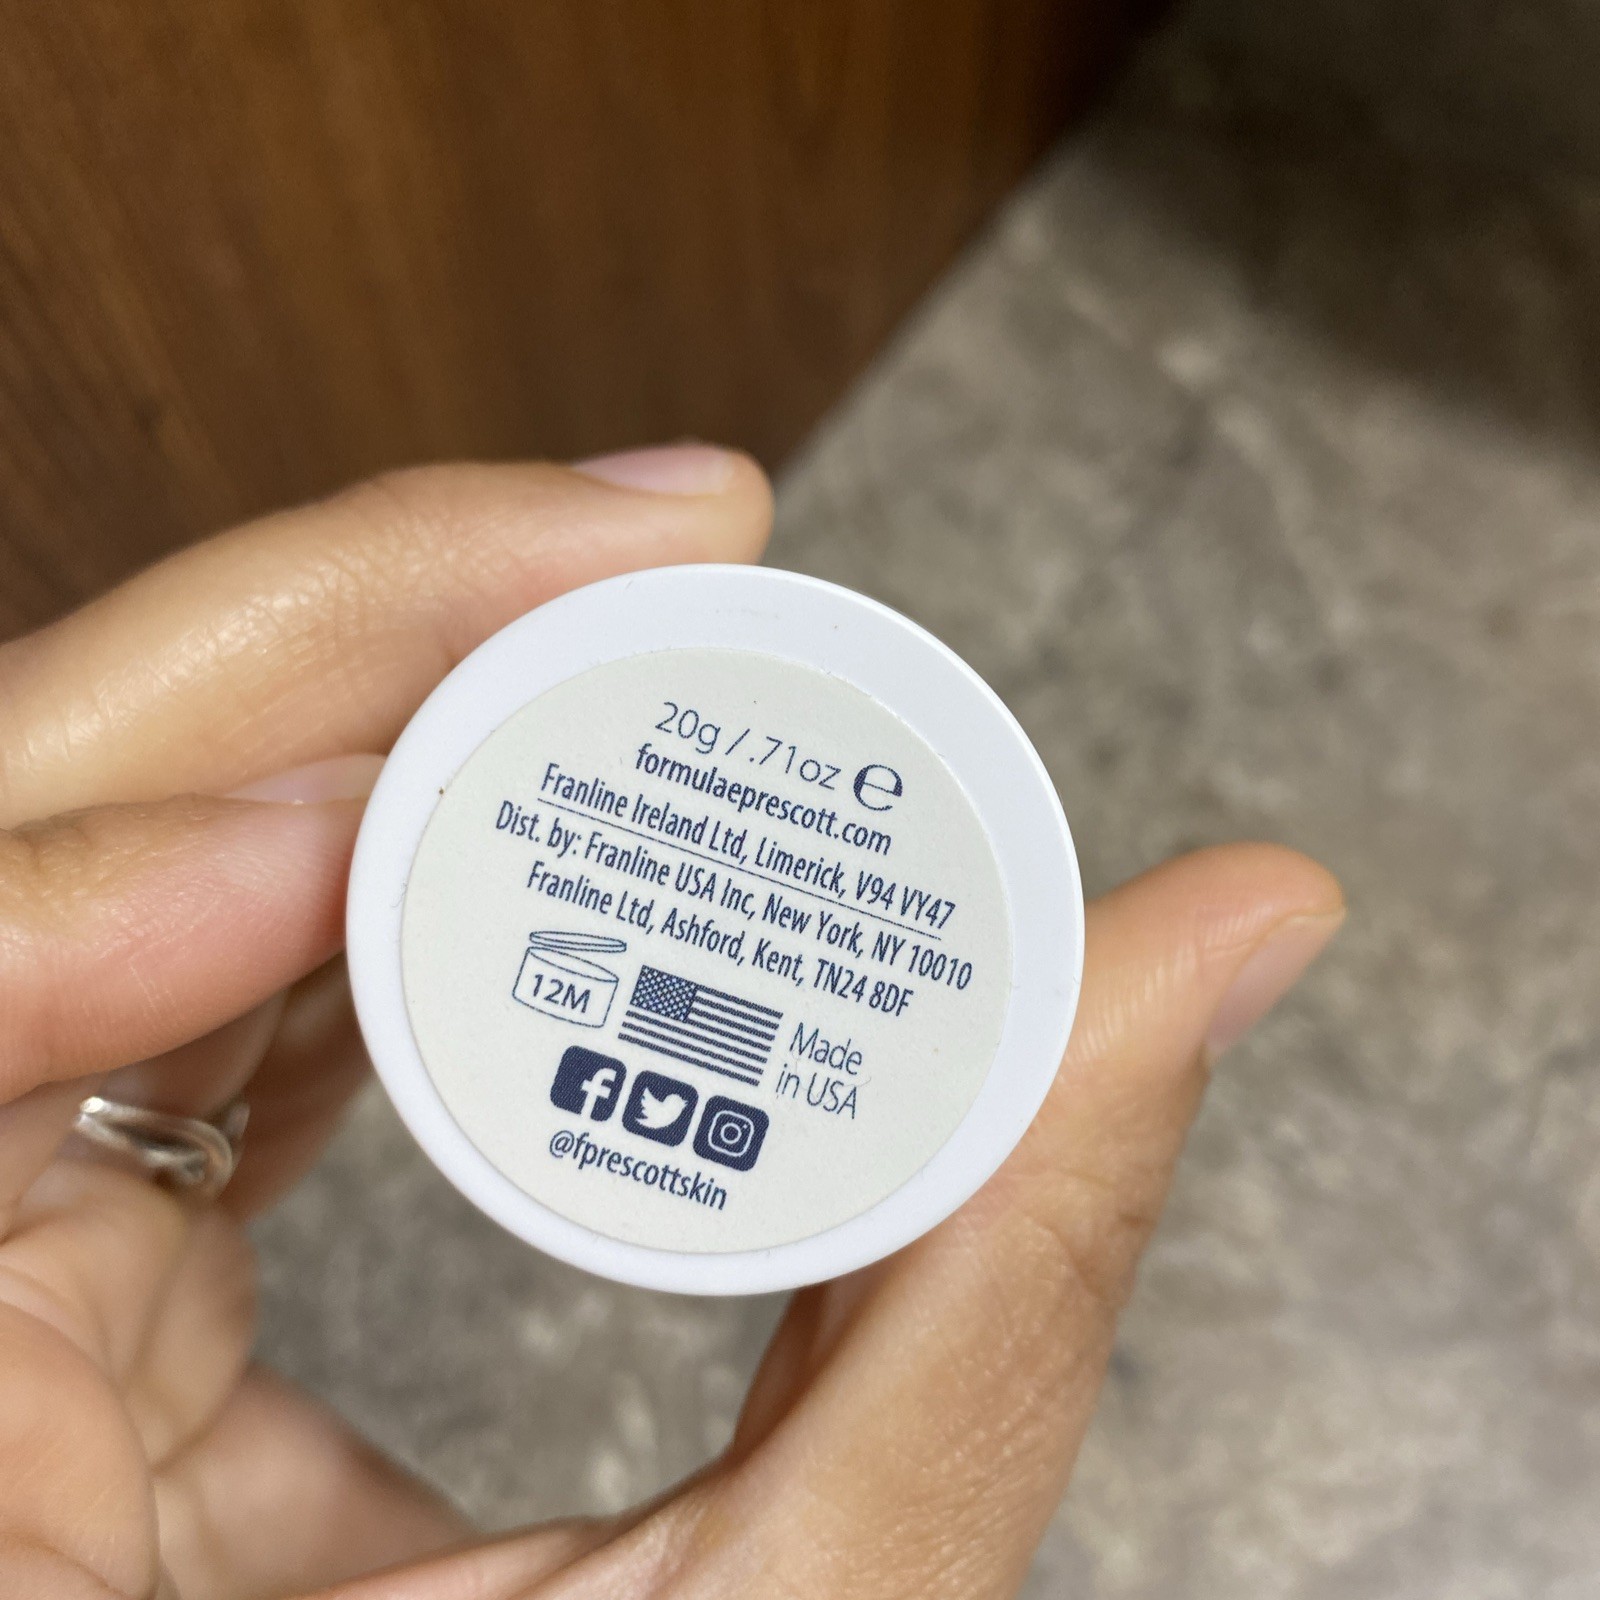 20g / .71oz ℮
formulaeprescott.com
Franline Ireland Ltd, Limerick, V94 VY47
Dist. by: Franline USA Inc, New York, NY 10010
Franline Ltd, Ashford, Kent, TN24 8DF
12M
Made
in USA
@fprescottskin